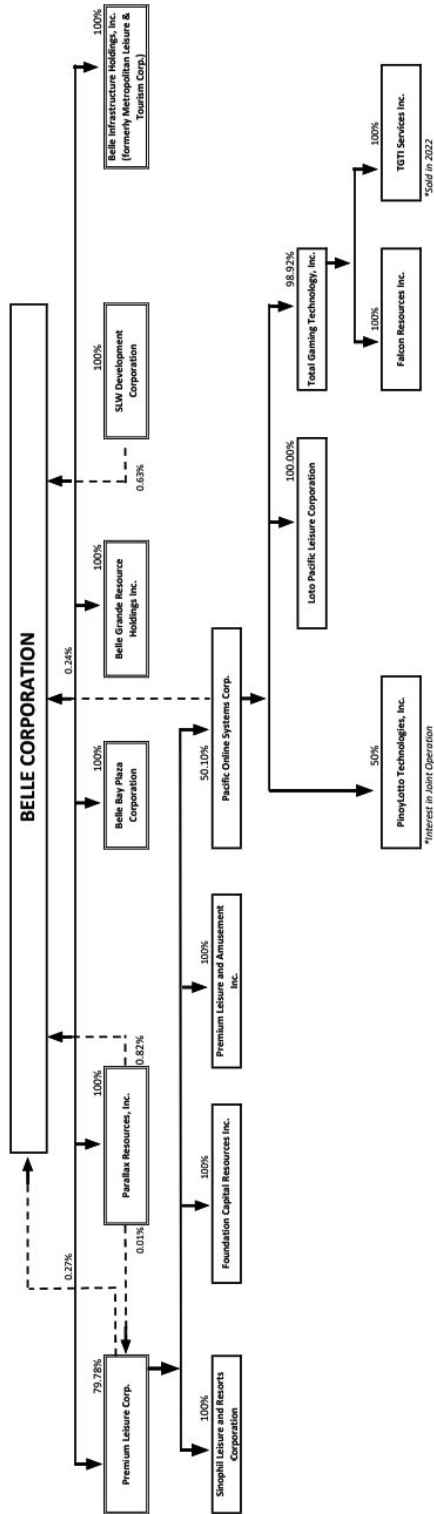 BELLE CORPORATION
0.27%
0.24%
79.78%
Premium Leisure Corp.
0.01%
100%
Parallax Resources, Inc.
0.82%
100%
Belle Bay Plaza
Corporation
100%
Belle Grande Resource
Holdings Inc.
100%
SLW Development
Corporation
0.63%
100%
Belle Infrastructure Holdings, Inc.
(formerly Metropolitan Leisure &
Tourism Corp.)
100%
Sinophil Leisure and Resorts
Corporation
100%
Foundation Capital Resources Inc.
100%
Premium Leisure and Amusement
Inc.
50.10%
Pacific Online Systems Corp.
50%
PinoyLotto Technologies, Inc.
*Interest in Joint Operation
100.00%
Loto Pacific Leisure Corporation
98.92%
Total Gaming Technology, Inc.
100%
Falcon Resources Inc.
100%
TGTI Services Inc.
*Sold in 2022